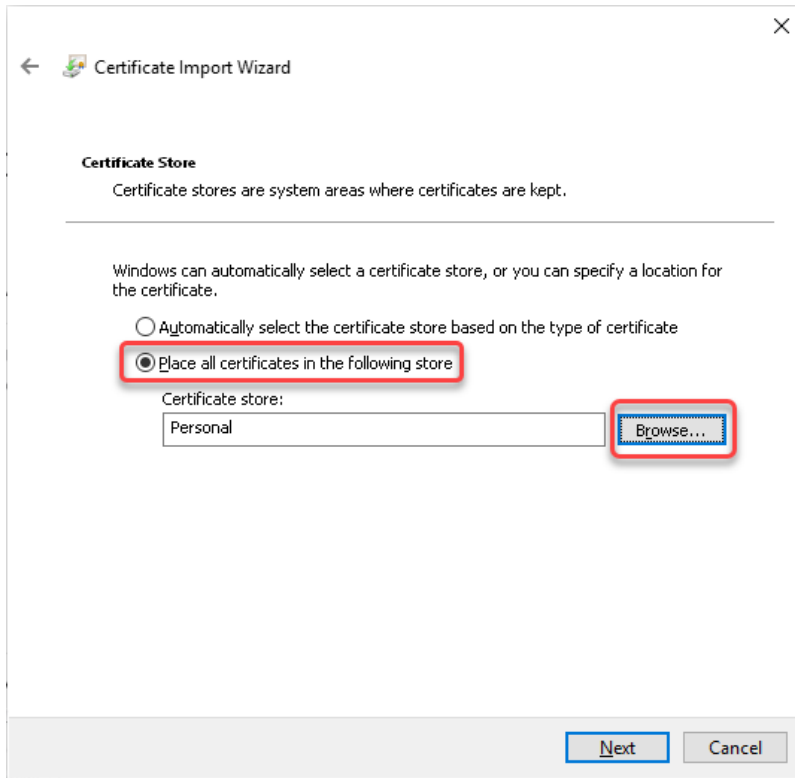 Certificate Import Wizard
Certificate Store
Certificate stores are system areas where certificates are kept.
Windows can automatically select a certificate store, or you can specify a location for
the certificate.
Automatically select the certificate store based on the type of certificate
Place all certificates in the following store
Certificate store:
Personal
Browse...
Next
Cancel